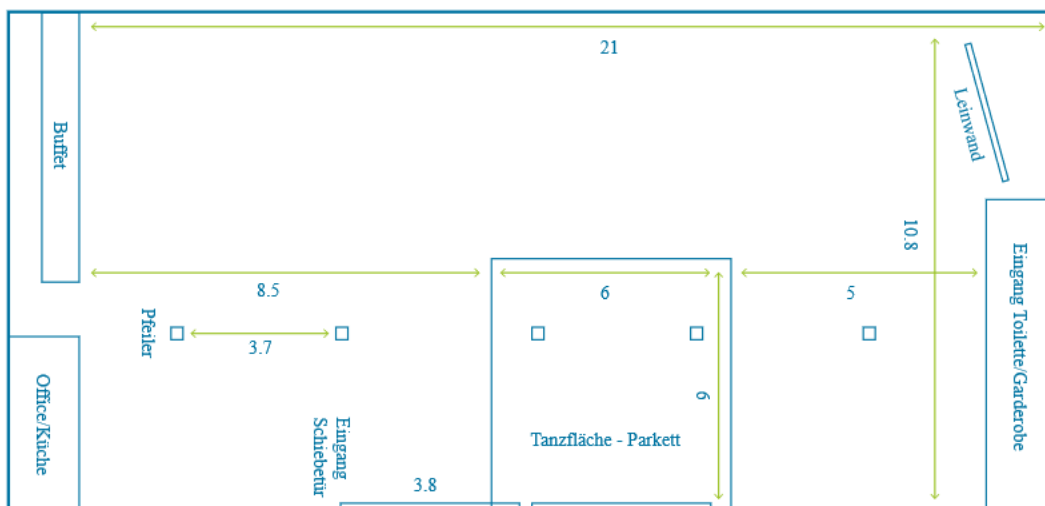 21
Leinwand
Buffet
10.8
8.5
6
5
Pfeiler
3.7
Eingang Toilette/Garderobe
6
Office/Küche
Eingang
Schiebetür
Tanzfläche - Parkett
3.8